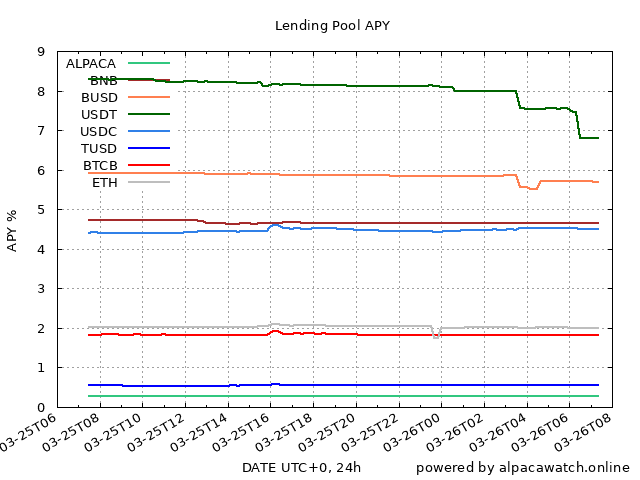 Lending Pool APY
APY %
9
8
7
6
5
4
3
2
1
0
ALPACA
BNB
BUSD
USDT
USDC
TUSD
BTCB
ETH
03-25T06
03-25T08
03-25T10
03-25T12
03-25T14
03-25T16
03-25T18
03-25T20
03-25T22
03-26T00
03-26T02
03-26T04
03-26T06
03-26T08
DATE UTC+0, 24h
powered by alpacawatch.online